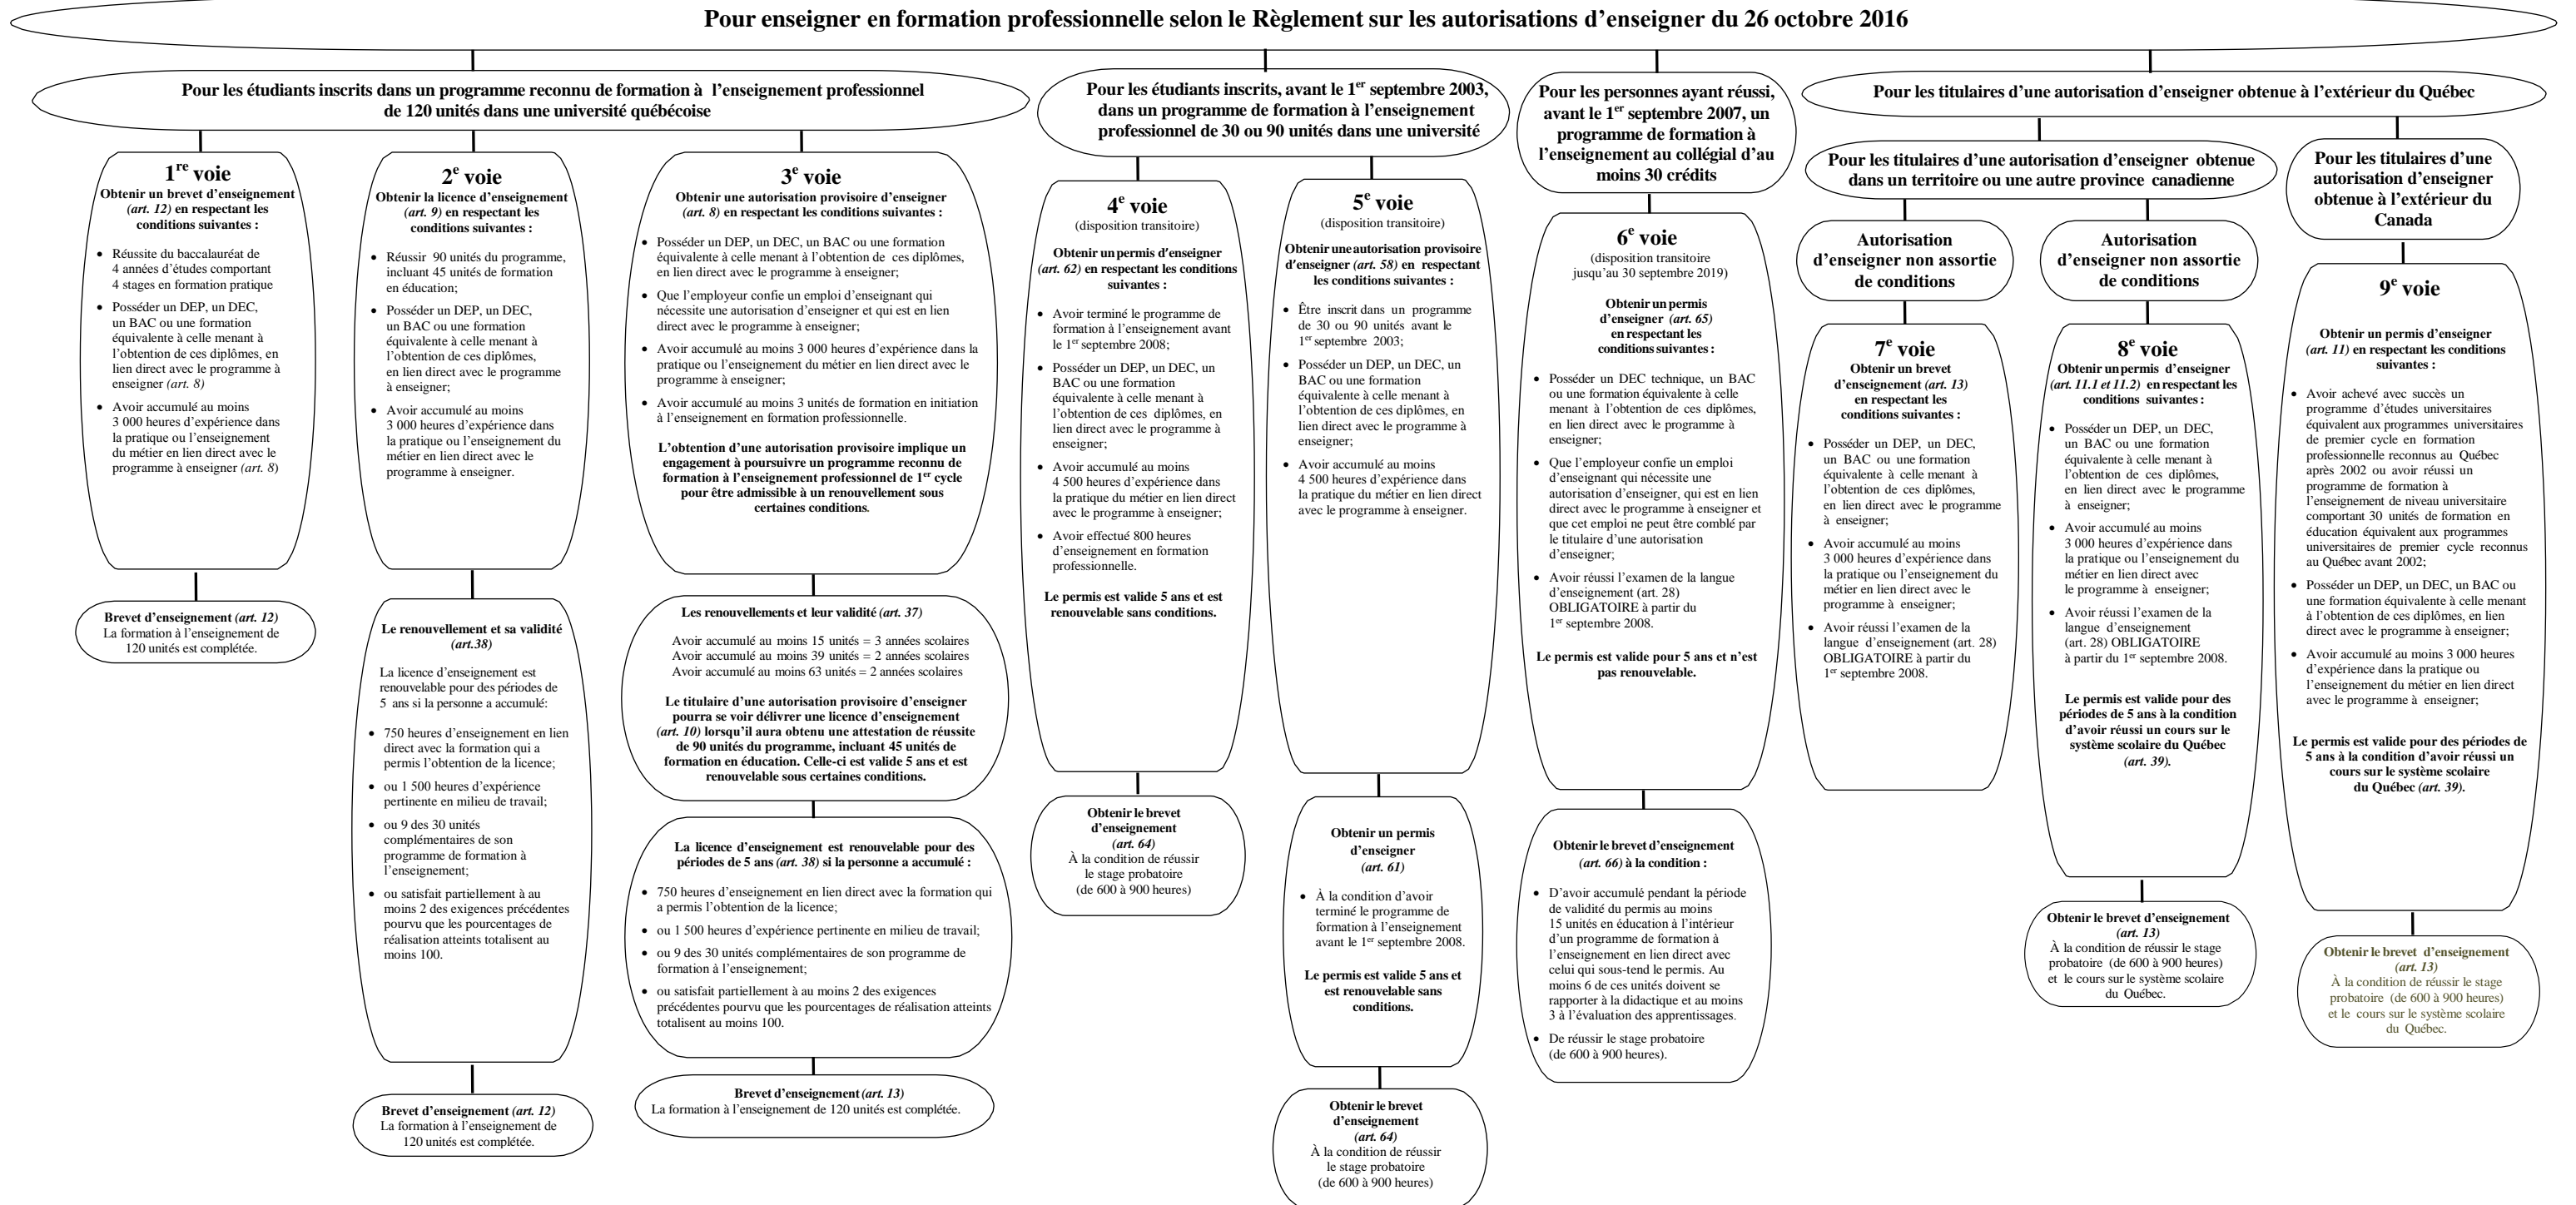 Pour enseigner en formation professionnelle selon le Règlement sur les autorisations d'enseigner du 26 octobre 2016
Pour les étudiants inscrits dans un programme reconnu de formation à l'enseignement professionnel
de 120 unités dans une université québécoise
1re voie
Obtenir un brevet d'enseignement
(art. 12) en respectant les
conditions suivantes :
• Réussite du baccalauréat de
4 années d'études comportant
4 stages en formation pratique
• Posséder un DEP, un DEC,
un BAC ou une formation
équivalente à celle menant à
l'obtention de ces diplômes, en
lien direct avec le programme à
enseigner (art. 8)
• Avoir accumulé au moins
3 000 heures d'expérience dans
la pratique ou l'enseignement
du métier en lien direct avec le
programme à enseigner (art. 8)
Brevet d'enseignement (art. 12)
La formation à l'enseignement de
120 unités est complétée.
2e voie
Obtenir la licence d'enseignement
(art. 9) en respectant les
conditions suivantes :
• Réussir 90 unités du programme,
incluant 45 unités de formation
en éducation;
• Posséder un DEP, un DEC,
un BAC ou une formation
équivalente à celle menant à
l'obtention de ces diplômes,
en lien direct avec le programme
à enseigner;
• Avoir accumulé au moins
3 000 heures d'expérience dans
la pratique ou l'enseignement du
métier en lien direct avec le
programme à enseigner.
Le renouvellement et sa validité
(art.38)
La licence d'enseignement est
renouvelable pour des périodes de
5 ans si la personne a accumulé:
• 750 heures d'enseignement en lien
direct avec la formation qui a
permis l'obtention de la licence;
• ou 1 500 heures d'expérience
pertinente en milieu de travail;
• ou 9 des 30 unités
complémentaires de son
programme de formation à
l'enseignement;
• ou satisfait partiellement à au
moins 2 des exigences précédentes
pourvu que les pourcentages de
réalisation atteints totalisent au
moins 100.
Brevet d'enseignement (art. 12)
La formation à l'enseignement de
120 unités est complétée.
3e voie
Obtenir une autorisation provisoire d'enseigner
(art. 8) en respectant les conditions suivantes :
• Posséder un DEP, un DEC, un BAC ou une formation
équivalente à celle menant à l'obtention de ces diplômes,
en lien direct avec le programme à enseigner;
• Que l'employeur confie un emploi d'enseignant qui
nécessite une autorisation d'enseigner et qui est en lien
direct avec le programme à enseigner;
• Avoir accumulé au moins 3 000 heures d'expérience dans la
pratique ou l'enseignement du métier en lien direct avec le
programme à enseigner;
• Avoir accumulé au moins 3 unités de formation en initiation
à l'enseignement en formation professionnelle.
L'obtention d'une autorisation provisoire implique un
engagement à poursuivre un programme reconnu de
formation à l'enseignement professionnel de 1er cycle
pour être admissible à un renouvellement sous
certaines conditions.
Les renouvellements et leur validité (art. 37)
Avoir accumulé au moins 15 unités = 3 années scolaires
Avoir accumulé au moins 39 unités = 2 années scolaires
Avoir accumulé au moins 63 unités = 2 années scolaires
Le titulaire d'une autorisation provisoire d'enseigner
pourra se voir délivrer une licence d'enseignement
(art. 10) lorsqu'il aura obtenu une attestation de réussite
de 90 unités du programme, incluant 45 unités de
formation en éducation. Celle-ci est valide 5 ans et est
renouvelable sous certaines conditions.
La licence d'enseignement est renouvelable pour des
périodes de 5 ans (art. 38) si la personne a accumulé :
• 750 heures d'enseignement en lien direct avec la formation qui
a permis l'obtention de la licence;
• ou 1 500 heures d'expérience pertinente en milieu de travail;
• ou 9 des 30 unités complémentaires de son programme de
formation à l'enseignement;
• ou satisfait partiellement à au moins 2 des exigences
précédentes pourvu que les pourcentages de réalisation atteints
totalisent au moins 100.
Brevet d'enseignement (art. 13)
La formation à l'enseignement de 120 unités est complétée.
Pour les étudiants inscrits, avant le 1er septembre 2003,
dans un programme de formation à l'enseignement
professionnel de 30 ou 90 unités dans une université
4e voie
(disposition transitoire)
Obtenir un permis d'enseigner
(art. 62) en respectant les conditions
suivantes :
• Avoir terminé le programme de
formation à l'enseignement avant
le 1er septembre 2008;
• Posséder un DEP, un DEC, un
BAC ou une formation
équivalente à celle menant à
l'obtention de ces diplômes, en
lien direct avec le programme à
enseigner;
• Avoir accumulé au moins
4 500 heures d'expérience dans
la pratique du métier en lien direct
avec le programme à enseigner;
• Avoir effectué 800 heures
d'enseignement en formation
professionnelle.
Le permis est valide 5 ans et est
renouvelable sans conditions.
Obtenir le brevet
d'enseignement
(art. 64)
À la condition de réussir
le stage probatoire
(de 600 à 900 heures)
5e voie
(disposition transitoire)
Obtenir une autorisation provisoire
d'enseigner (art. 58) en respectant
les conditions suivantes :
• Être inscrit dans un programme
de 30 ou 90 unités avant le
1er septembre 2003;
• Posséder un DEP, un DEC, un
BAC ou une formation
équivalente à celle menant à
l'obtention de ces diplômes, en
lien direct avec le programme à
enseigner;
• Avoir accumulé au moins
4 500 heures d'expérience dans
la pratique du métier en lien direct
avec le programme à enseigner.
Obtenir un permis
d'enseigner
(art. 61)
• À la condition d'avoir
terminé le programme de
formation à l'enseignement
avant le 1er septembre 2008.
Le permis est valide 5 ans et
est renouvelable sans
conditions.
Obtenir le brevet
d'enseignement
(art. 64)
À la condition de réussir
le stage probatoire
(de 600 à 900 heures)
Pour les personnes ayant réussi,
avant le 1er septembre 2007, un
programme de formation à
l'enseignement au collégial d'au
moins 30 crédits
6e voie
(disposition transitoire
jusqu'au 30 septembre 2019)
Obtenir un permis
d'enseigner (art. 65)
en respectant les
conditions suivantes :
• Posséder un DEC technique, un BAC
ou une formation équivalente à celle
menant à l'obtention de ces diplômes,
en lien direct avec le programme à
enseigner;
• Que l'employeur confie un emploi
d'enseignant qui nécessite une
autorisation d'enseigner, qui est en lien
direct avec le programme à enseigner et
que cet emploi ne peut être comblé par
le titulaire d'une autorisation
d'enseigner;
• Avoir réussi l'examen de la langue
d'enseignement (art. 28)
OBLIGATOIRE à partir du
1er septembre 2008.
Le permis est valide pour 5 ans et n'est
pas renouvelable.
Obtenir le brevet d'enseignement
(art. 66) à la condition :
• D'avoir accumulé pendant la période
de validité du permis au moins
15 unités en éducation à l'intérieur
d'un programme de formation à
l'enseignement en lien direct avec
celui qui sous-tend le permis. Au
moins 6 de ces unités doivent se
rapporter à la didactique et au moins
3 à l'évaluation des apprentissages.
• De réussir le stage probatoire
(de 600 à 900 heures).
Pour les titulaires d'une autorisation d'enseigner obtenue à l'extérieur du Québec
Pour les titulaires d'une autorisation d'enseigner obtenue
dans un territoire ou une autre province canadienne
Autorisation
d'enseigner non assortie
de conditions
7e voie
Obtenir un brevet
d'enseignement (art. 13)
en respectant les
conditions suivantes :
• Posséder un DEP, un DEC,
un BAC ou une formation
équivalente à celle menant à
l'obtention de ces diplômes,
en lien direct avec le programme
à enseigner;
• Avoir accumulé au moins
3 000 heures d'expérience dans
la pratique ou l'enseignement du
métier en lien direct avec le
programme à enseigner;
• Avoir réussi l'examen de la
langue d'enseignement (art. 28)
OBLIGATOIRE à partir du
1er septembre 2008.
Autorisation
d'enseigner non assortie
de conditions
8e voie
Obtenir un permis d'enseigner
(art. 11.1 et 11.2) en respectant les
conditions suivantes :
• Posséder un DEP, un DEC,
un BAC ou une formation
équivalente à celle menant à
l'obtention de ces diplômes,
en lien direct avec le programme
à enseigner;
• Avoir accumulé au moins
3 000 heures d'expérience dans
la pratique ou l'enseignement du
métier en lien direct avec
le programme à enseigner;
• Avoir réussi l'examen de la
langue d'enseignement
(art. 28) OBLIGATOIRE
à partir du 1er septembre 2008.
Le permis est valide pour des
périodes de 5 ans à la condition
d'avoir réussi un cours sur le
système scolaire du Québec
(art. 39).
Obtenir le brevet d'enseignement
(art. 13)
À la condition de réussir le stage
probatoire (de 600 à 900 heures)
et le cours sur le système scolaire
du Québec.
Pour les titulaires d'une
autorisation d'enseigner
obtenue à l'extérieur du
Canada
9e voie
Obtenir un permis d'enseigner
(art. 11) en respectant les conditions
suivantes :
• Avoir achevé avec succès un
programme d'études universitaires
équivalent aux programmes universitaires
de premier cycle en formation
professionnelle reconnus au Québec
après 2002 ou avoir réussi un
programme de formation à
l'enseignement de niveau universitaire
comportant 30 unités de formation en
éducation équivalent aux programmes
universitaires de premier cycle reconnus
au Québec avant 2002;
• Posséder un DEP, un DEC, un BAC ou
une formation équivalente à celle menant
à l'obtention de ces diplômes, en lien
direct avec le programme à enseigner;
• Avoir accumulé au moins 3 000 heures
d'expérience dans la pratique ou
l'enseignement du métier en lien direct
avec le programme à enseigner;
Le permis est valide pour des périodes de
5 ans à la condition d'avoir réussi un
cours sur le système scolaire
du Québec (art. 39).
Obtenir le brevet d'enseignement
(art. 13)
À la condition de réussir le stage
probatoire (de 600 à 900 heures)
et le cours sur le système scolaire
du Québec.